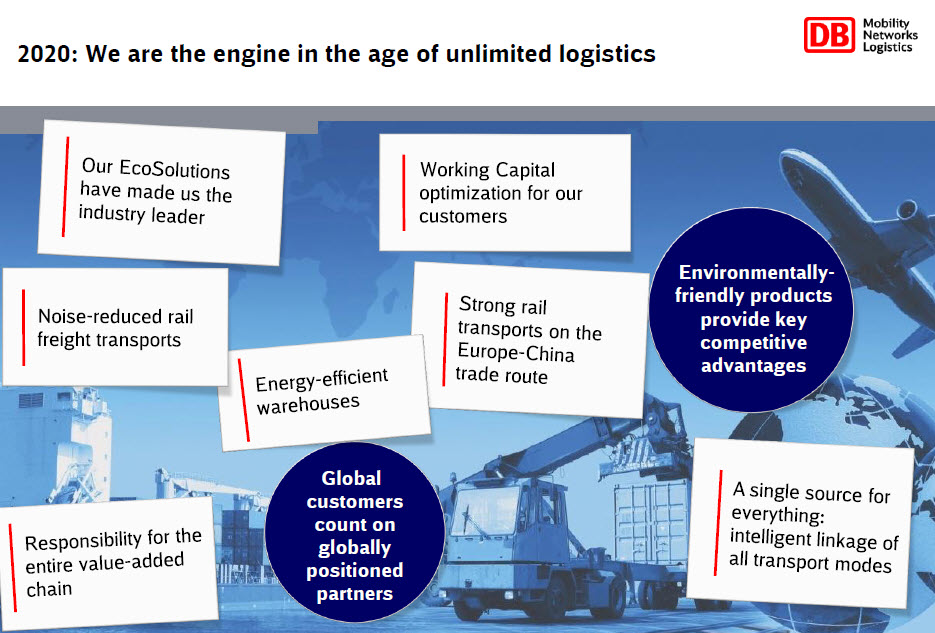 2020: We are the engine in the age of unlimited logistics
DB
Mobility
Networks
Logistics
Our EcoSolutions
have made us the
industry leader
Working Capital
optimization for our
customers
Environmentally-
friendly products
provide key
competitive
advantages
Noise-reduced rail
freight transports
Strong rail
transports on the
Europe-China
trade route
Energy-efficient
warehouses
Global
customers
count on
globally
positioned
partners
A single source for
everything:
intelligent linkage of
all transport modes
Responsibility for the
entire value-added
chain